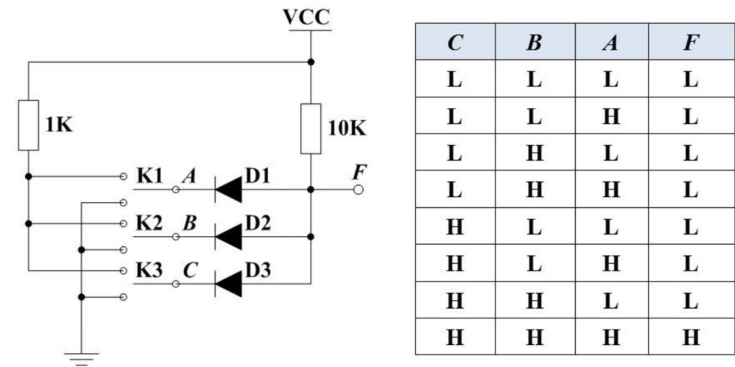 VCC
1K
10K
K1 A D1 F
K2 B D2
K3 C D3
C B A F
L L L L
L L H L
L H L L
L H H L
H L L L
H L H L
H H L L
H H H H